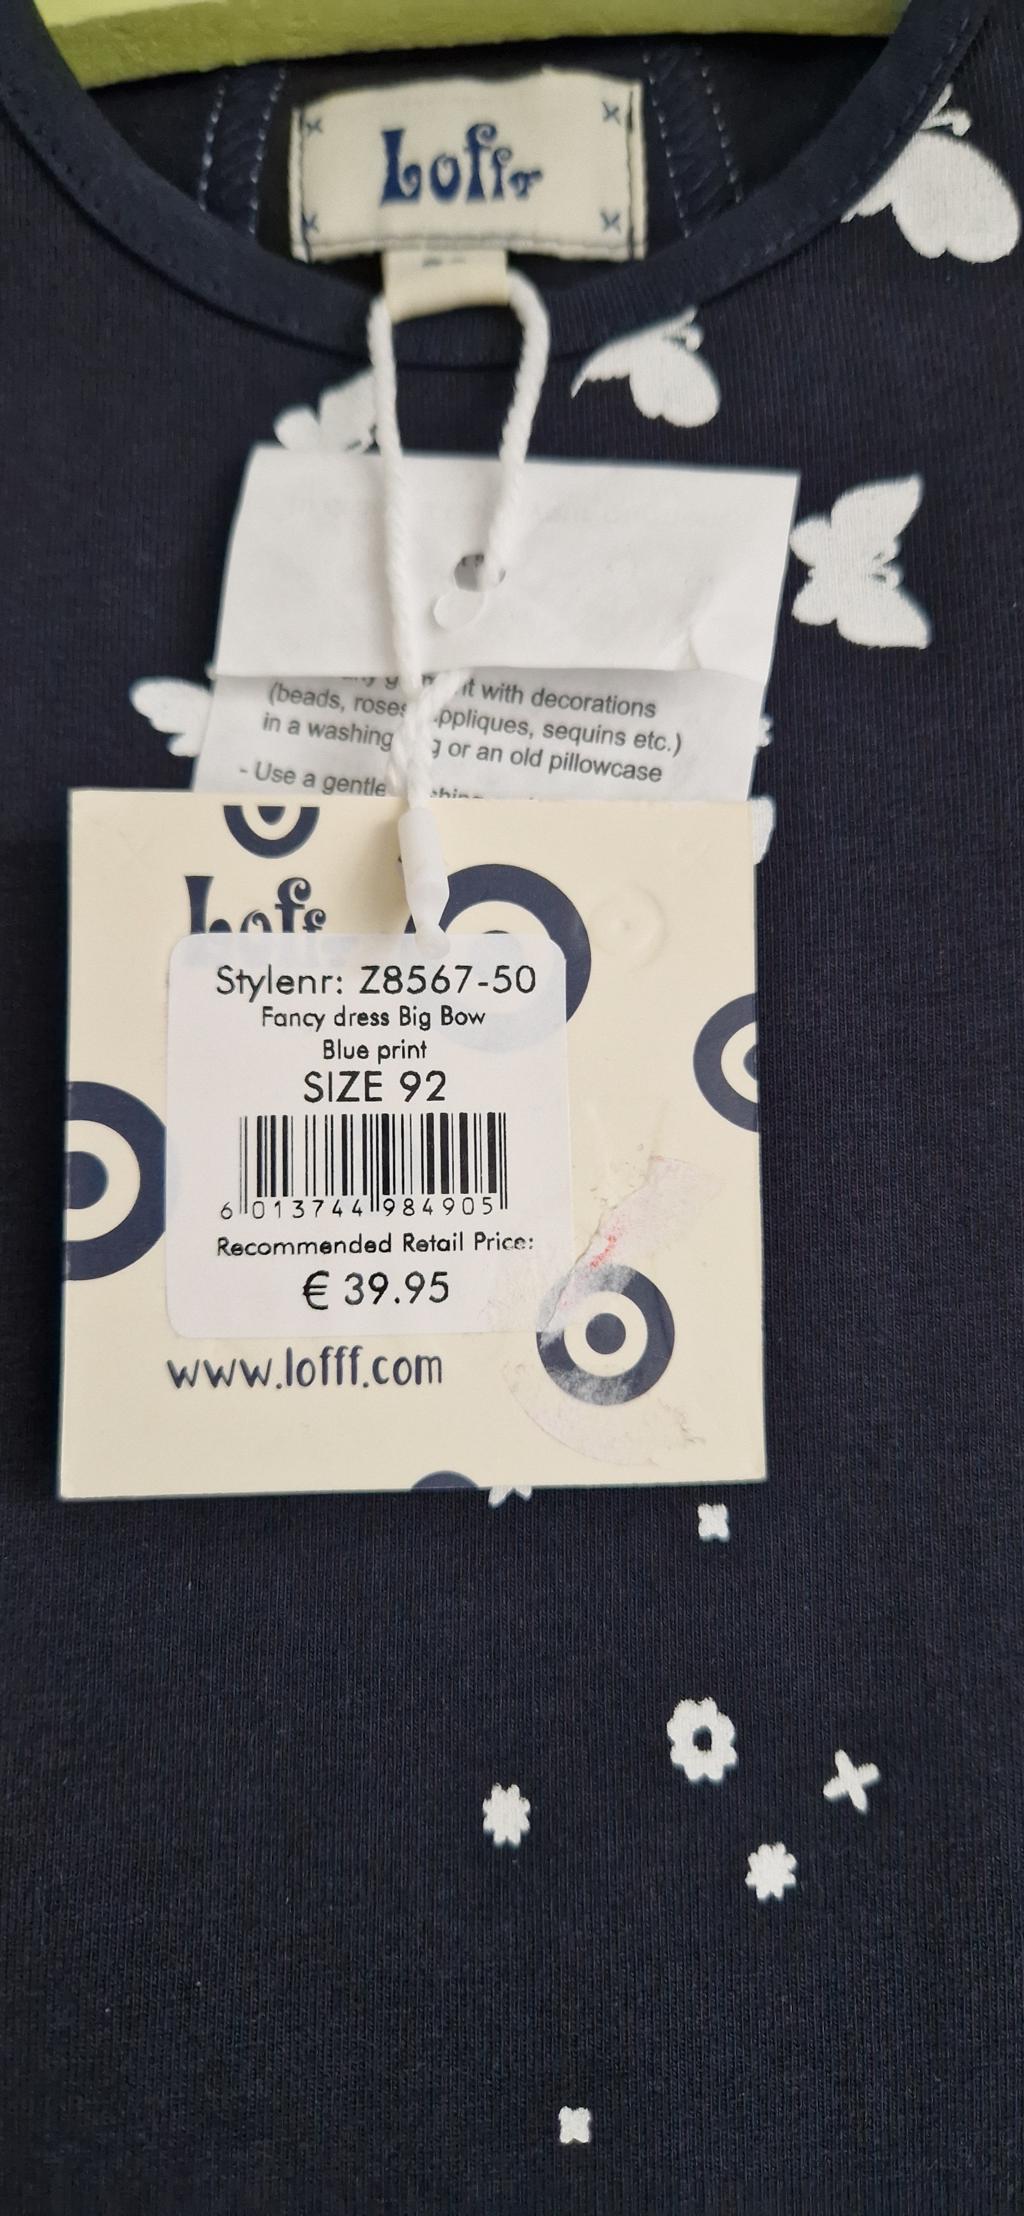 Loffr
it with decorations
(beads, roses, appliques, sequins etc.)
in a washing or an old pillowcase
- Use a gentle
Loff
Stylenr: Z8567-50
Fancy dress Big Bow
Blue print
SIZE 92
6 013744 984905
Recommended Retail Price:
€ 39.95
www.lofff.com